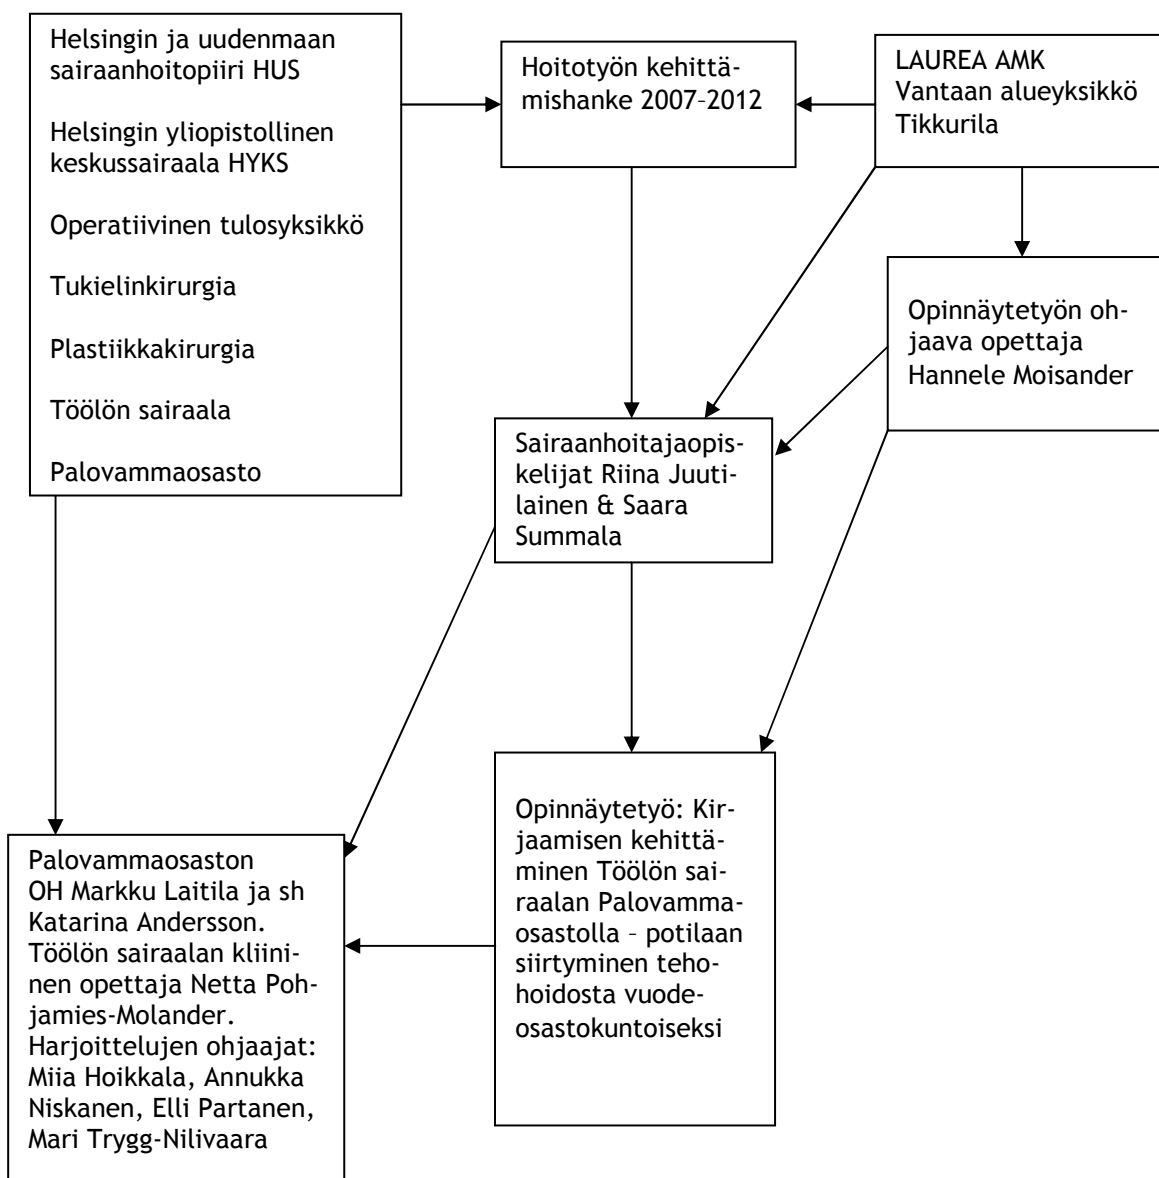 Helsingin ja uudenmaan
sairaanhoitopiiri HUS
Helsingin yliopistollinen
keskussairaala HYKS
Operatiivinen tulosyksikkö
Tukielinkirurgia
Plastiikkakirurgia
Töölön sairaala
Palovammaosasto
Hoitotyön kehittä-
mishanke 2007-2012
LAUREA AMK
Vantaan alueyksikkö
Tikkurila
Opinnäytetyön oh-
jaava opettaja
Hannele Moisander
Sairaanhoitajaopis-
kelijat Riina Juuti-
lainen & Saara
Summala
Palovammaosaston
OH Markku Laitila ja sh
Katarina Andersson.
Töölön sairaalan kliini-
nen opettaja Netta Poh-
jamies-Molander.
Harjoittelujen ohjaajat:
Miia Hoikkala, Annukka
Niskanen, Elli Partanen,
Mari Trygg-Nilivaara
Opinnäytetyö: Kir-
jaamisen kehittä-
minen Töölön sai-
raalan Palovamma-
osastolla – potilaan
siirtyminen teho-
hoidosta vuode-
osastokuntoiseksi